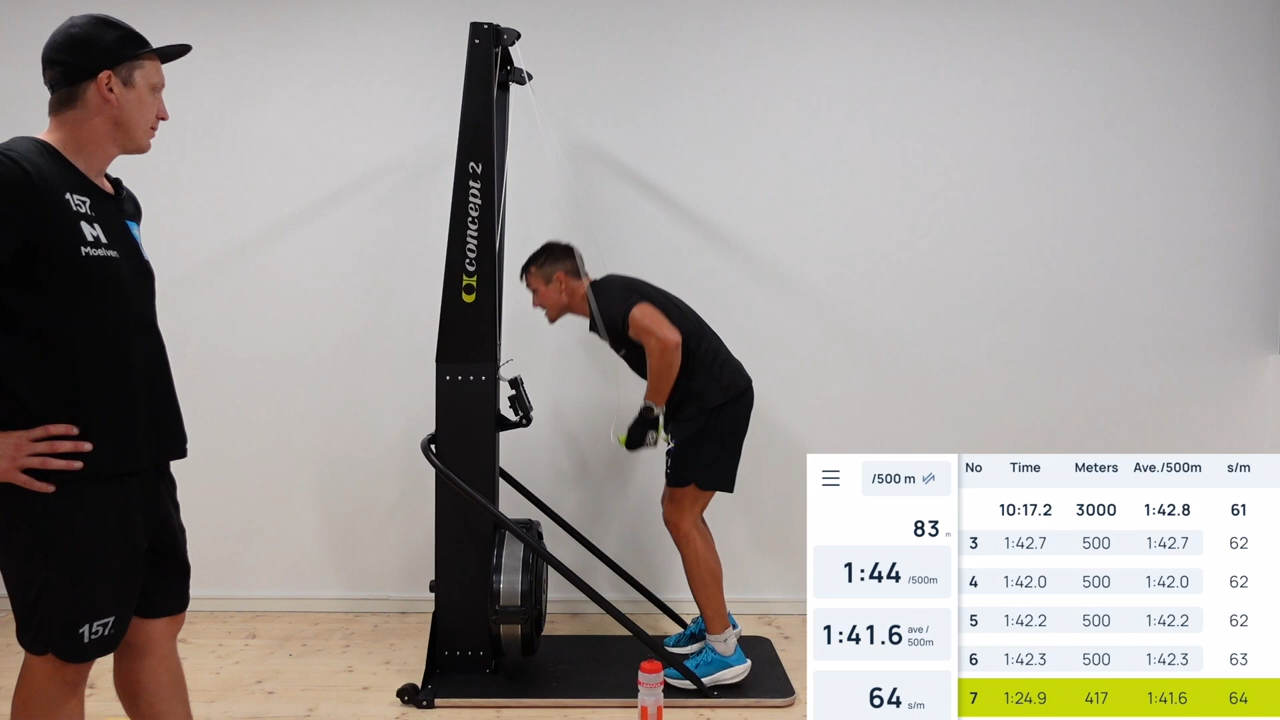 157.
M
Moelven
157.
concept 2
/500 m
83 m
1:44 /500m
1:41.6 ave / 500m
64 s/m
No Time Meters Ave./500m s/m
10:17.2 3000 1:42.8 61
3 1:42.7 500 1:42.7 62
4 1:42.0 500 1:42.0 62
5 1:42.2 500 1:42.2 62
6 1:42.3 500 1:42.3 63
7 1:24.9 417 1:41.6 64